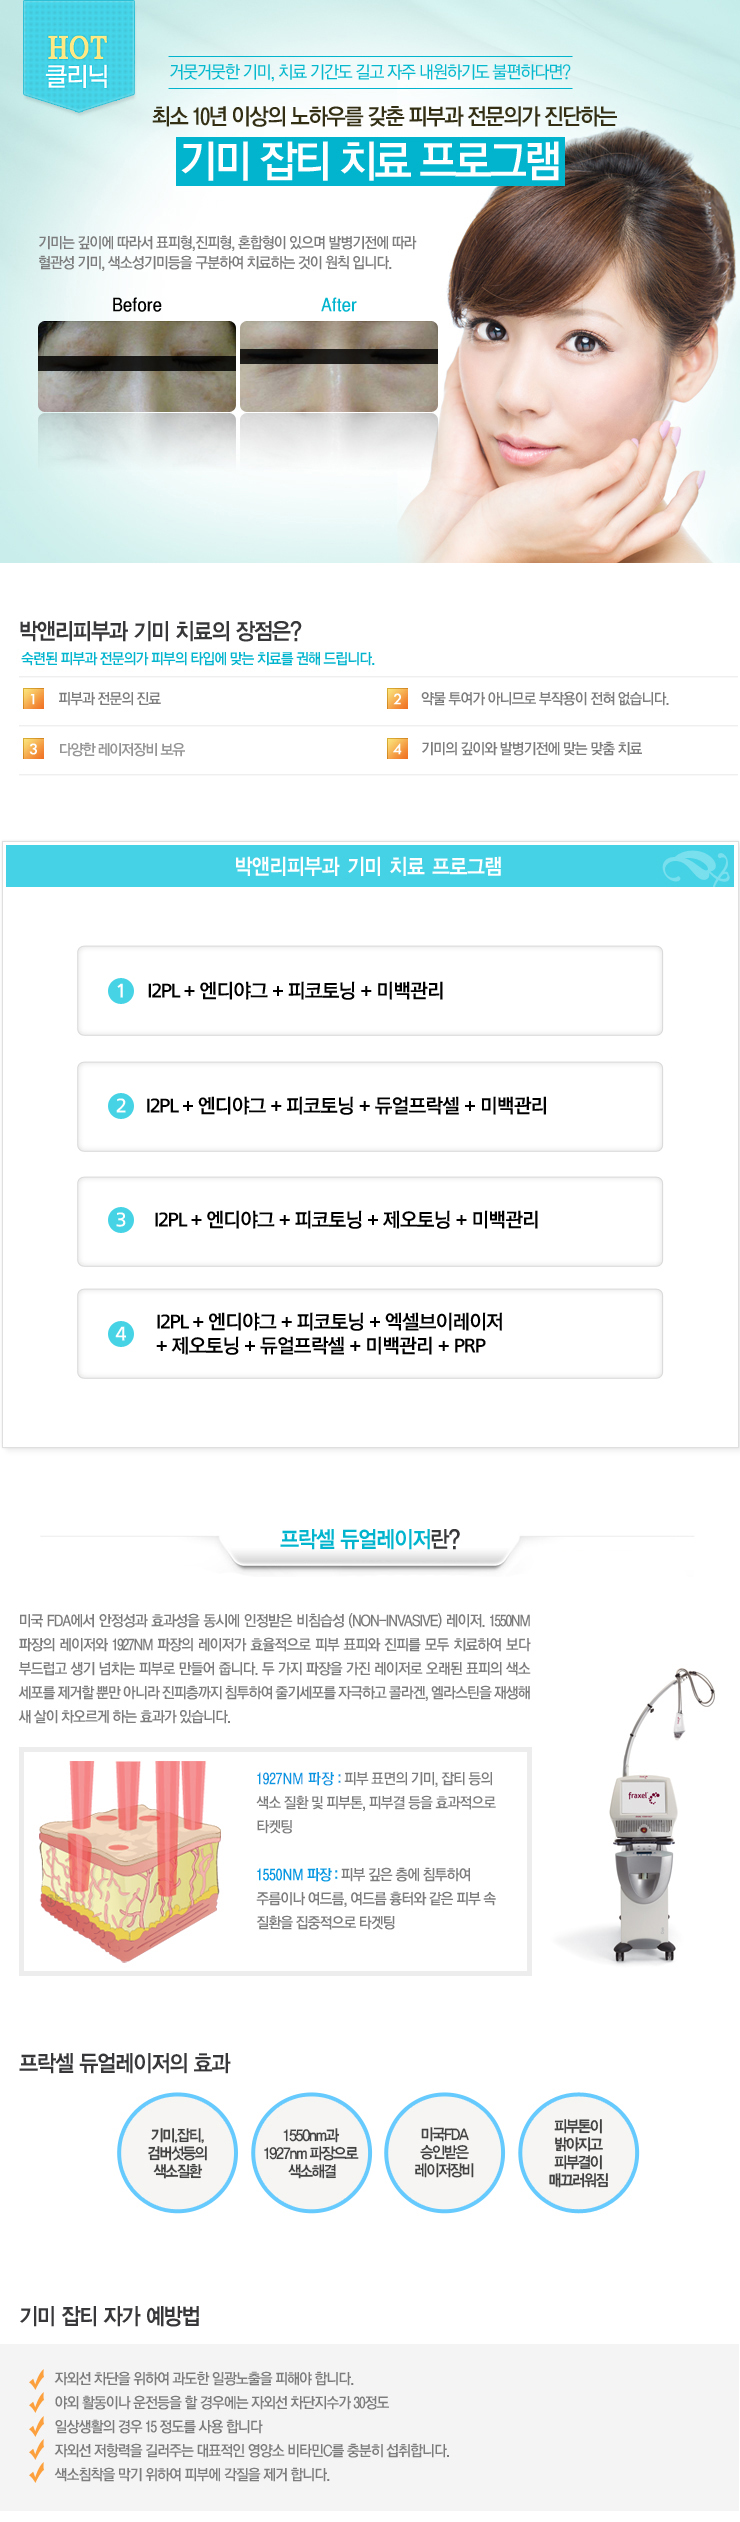 HOT
클리닉
거뭇거뭇한 기미, 치료 기간도 길고 자주 내원하기도 불편하다면?
최소 10년 이상의 노하우를 갖춘 피부과 전문의가 진단하는
기미 잡티 치료 프로그램
기미는 깊이에 따라서 표피형,진피형, 혼합형이 있으며 발병기전에 따라
혈관성 기미, 색소성기미등을 구분하여 치료하는 것이 원칙 입니다.
Before
After
박앤리피부과 기미 치료의 장점은?
숙련된 피부과 전문의가 피부의 타입에 맞는 치료를 권해 드립니다.
1 피부과 전문의 진료
2 약물 투여가 아니므로 부작용이 전혀 없습니다.
3 다양한 레이저장비 보유
4 기미의 깊이와 발병기전에 맞는 맞춤 치료
박앤리피부과 기미 치료 프로그램
1 I2PL + 엔디야그 + 피코토닝 + 미백관리
2 I2PL + 엔디야그 + 피코토닝 + 듀얼프락셀 + 미백관리
3 I2PL + 엔디야그 + 피코토닝 + 제오토닝 + 미백관리
4 I2PL + 엔디야그 + 피코토닝 + 엑셀브이레이저
+ 제오토닝 + 듀얼프락셀 + 미백관리 + PRP
프락셀 듀얼레이저란?
미국 FDA에서 안정성과 효과성을 동시에 인정받은 비침습성 (NON-INVASIVE) 레이저. 1550NM
파장의 레이저와 1927NM 파장의 레이저가 효율적으로 피부 표피와 진피를 모두 치료하여 보다
부드럽고 생기 넘치는 피부로 만들어 줍니다. 두 가지 파장을 가진 레이저로 오래된 표피의 색소
세포를 제거할 뿐만 아니라 진피층까지 침투하여 줄기세포를 자극하고 콜라겐, 엘라스틴을 재생해
새 살이 차오르게 하는 효과가 있습니다.
1927NM 파장 : 피부 표면의 기미, 잡티 등의
색소 질환 및 피부톤, 피부결 등을 효과적으로
타켓팅
1550NM 파장 : 피부 깊은 층에 침투하여
주름이나 여드름, 여드름 흉터와 같은 피부 속
질환을 집중적으로 타겟팅
fraxel
프락셀 듀얼레이저의 효과
기미,잡티,
검버섯등의
색소질환
1550nm과
1927nm 파장으로
색소해결
미국FDA
승인받은
레이저장비
피부톤이
밝아지고
피부결이
매끄러워짐
기미 잡티 자가 예방법
자외선 차단을 위하여 과도한 일광노출을 피해야 합니다.
야외 활동이나 운전등을 할 경우에는 자외선 차단지수가 30정도
일상생활의 경우 15 정도를 사용 합니다
자외선 저항력을 길러주는 대표적인 영양소 비타민C를 충분히 섭취합니다.
색소침착을 막기 위하여 피부에 각질을 제거 합니다.